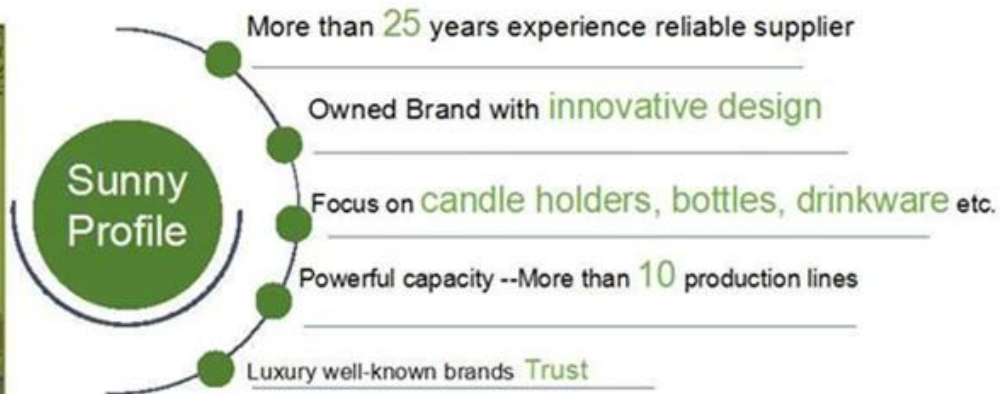 More than 25 years experience reliable supplier
Owned Brand with innovative design
Sunny
Profile
Focus on candle holders, bottles, drinkware etc.
Powerful capacity --More than 10 production lines
Luxury well-known brands Trust